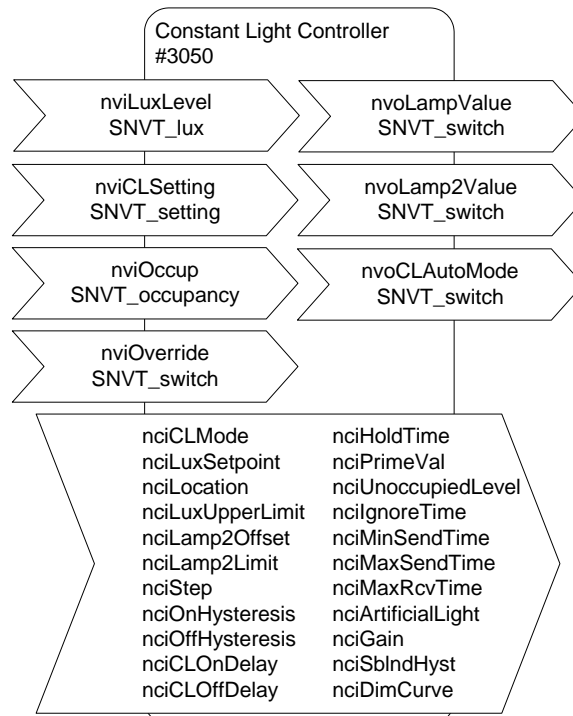 Constant Light Controller
#3050
nviLuxLevel
SNVT_lux
nvoLampValue
SNVT_switch
nviCLSetting
SNVT_setting
nvoLamp2Value
SNVT_switch
nviOccup
SNVT_occupancy
nvoCLAutoMode
SNVT_switch
nviOverride
SNVT_switch
nciCLMode
nciLuxSetpoint
nciLocation
nciLuxUpperLimit
nciLamp2Offset
nciLamp2Limit
nciStep
nciOnHysteresis
nciOffHysteresis
nciCLOnDelay
nciCLOffDelay
nciHoldTime
nciPrimeVal
nciUnoccupiedLevel
nciIgnoreTime
nciMinSendTime
nciMaxSendTime
nciMaxRcvTime
nciArtificialLight
nciGain
nciSblndHyst
nciDimCurve